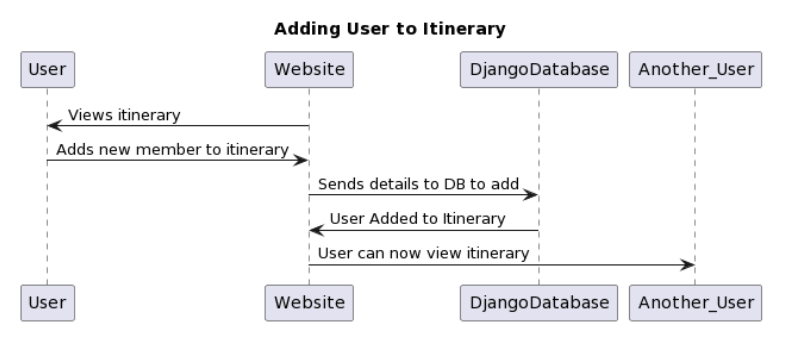 Adding User to Itinerary
User Website DjangoDatabase Another_User
Views itinerary
Adds new member to itinerary
Sends details to DB to add
User Added to Itinerary
User can now view itinerary
User Website DjangoDatabase Another_User